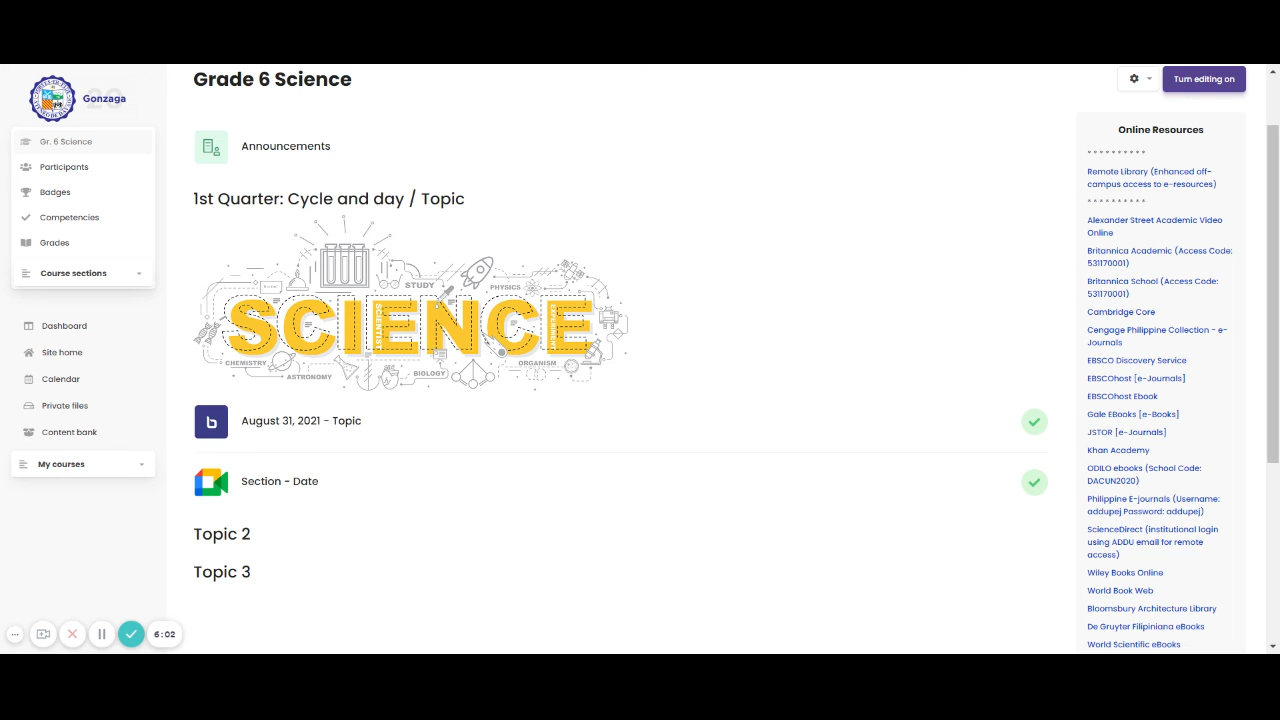 Grade 6 Science
Turn editing on
Gonzaga
Gr. 6 Science
Participants
Badges
Competencies
Grades
Course sections
Dashboard
Site home
Calendar
Private files
Content bank
My courses
Announcements
1st Quarter: Cycle and day / Topic
STUDY
PHYSICS
SCIENCE
CHEMISTRY
ASTRONOMY
BIOLOGY
ORGANISM
August 31, 2021 - Topic
Section - Date
Topic 2
Topic 3
6:02
Online Resources
* * * * * * * * * *
Remote Library (Enhanced off-
campus access to e-resources)
* * * * * * * * * *
Alexander Street Academic Video
Online
Britannica Academic (Access Code:
531170001)
Britannica School (Access Code:
531170001)
Cambridge Core
Cengage Philippine Collection - e-
Journals
EBSCO Discovery Service
EBSCOhost [e-Journals]
EBSCOhost Ebook
Gale EBooks [e-Books]
JSTOR [e-Journals]
Khan Academy
ODILO ebooks (School Code:
DACUN2020)
Philippine E-journals (Username:
addupej Password: addupej)
ScienceDirect (institutional login
using ADDU email for remote
access)
Wiley Books Online
World Book Web
Bloomsbury Architecture Library
De Gruyter Filipiniana eBooks
World Scientific eBooks